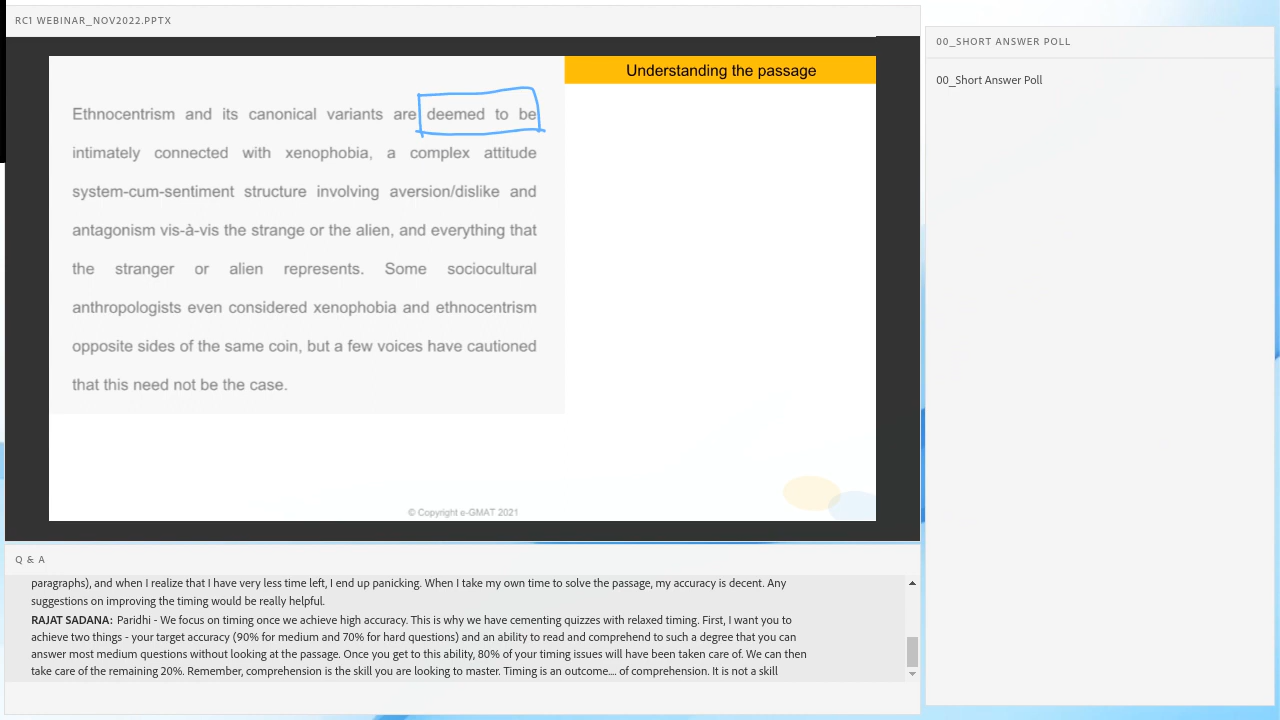 RC1 WEBINAR_NOV2022.PPTX
Understanding the passage
Ethnocentrism and its canonical variants are deemed to be
intimately connected with xenophobia, a complex attitude
system-cum-sentiment structure involving aversion/dislike and
antagonism vis-à-vis the strange or the alien, and everything that
the stranger or alien represents. Some sociocultural
anthropologists even considered xenophobia and ethnocentrism
opposite sides of the same coin, but a few voices have cautioned
that this need not be the case.
© Copyright e-GMAT 2021
Q & A
paragraphs), and when I realize that I have very less time left, I end up panicking. When I take my own time to solve the passage, my accuracy is decent. Any
suggestions on improving the timing would be really helpful.
RAJAT SADANA: Paridhi - We focus on timing once we achieve high accuracy. This is why we have cementing quizzes with relaxed timing. First, I want you to
achieve two things - your target accuracy (90% for medium and 70% for hard questions) and an ability to read and comprehend to such a degree that you can
answer most medium questions without looking at the passage. Once you get to this ability, 80% of your timing issues will have been taken care of. We can then
take care of the remaining 20%. Remember, comprehension is the skill you are looking to master. Timing is an outcome.... of comprehension. It is not a skill
00_SHORT ANSWER POLL
00_Short Answer Poll